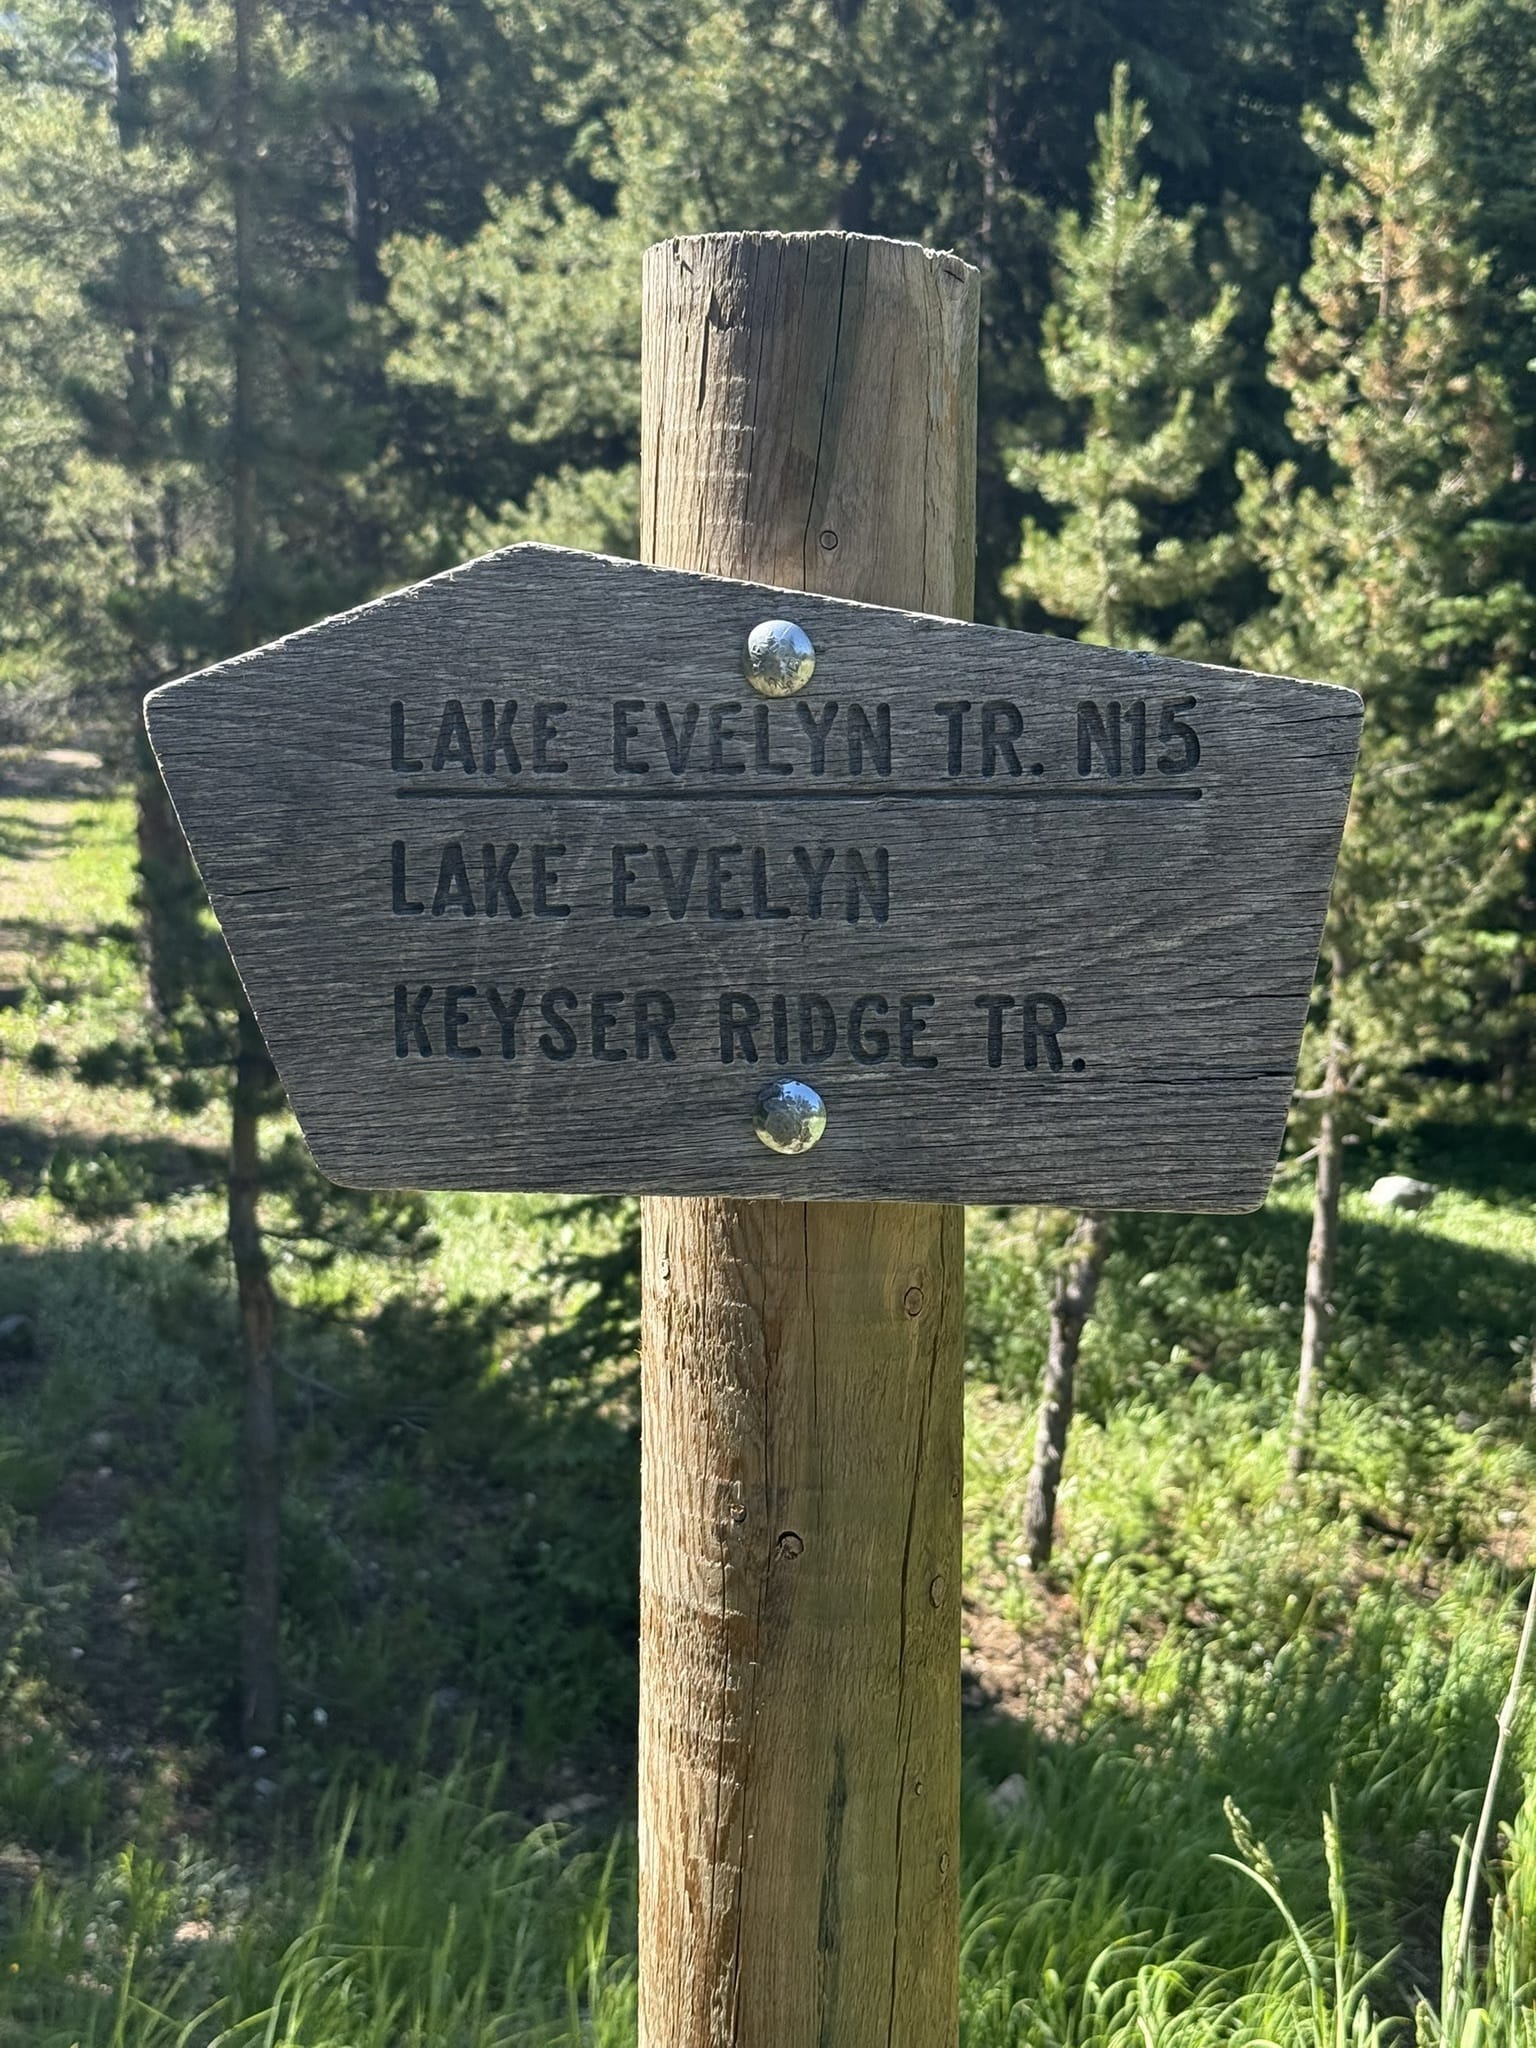 LAKE EVELYN TR. N15
LAKE EVELYN
KEYSER RIDGE TR.